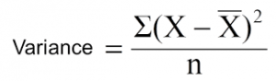 Variance = Σ(X − X̅)² / n